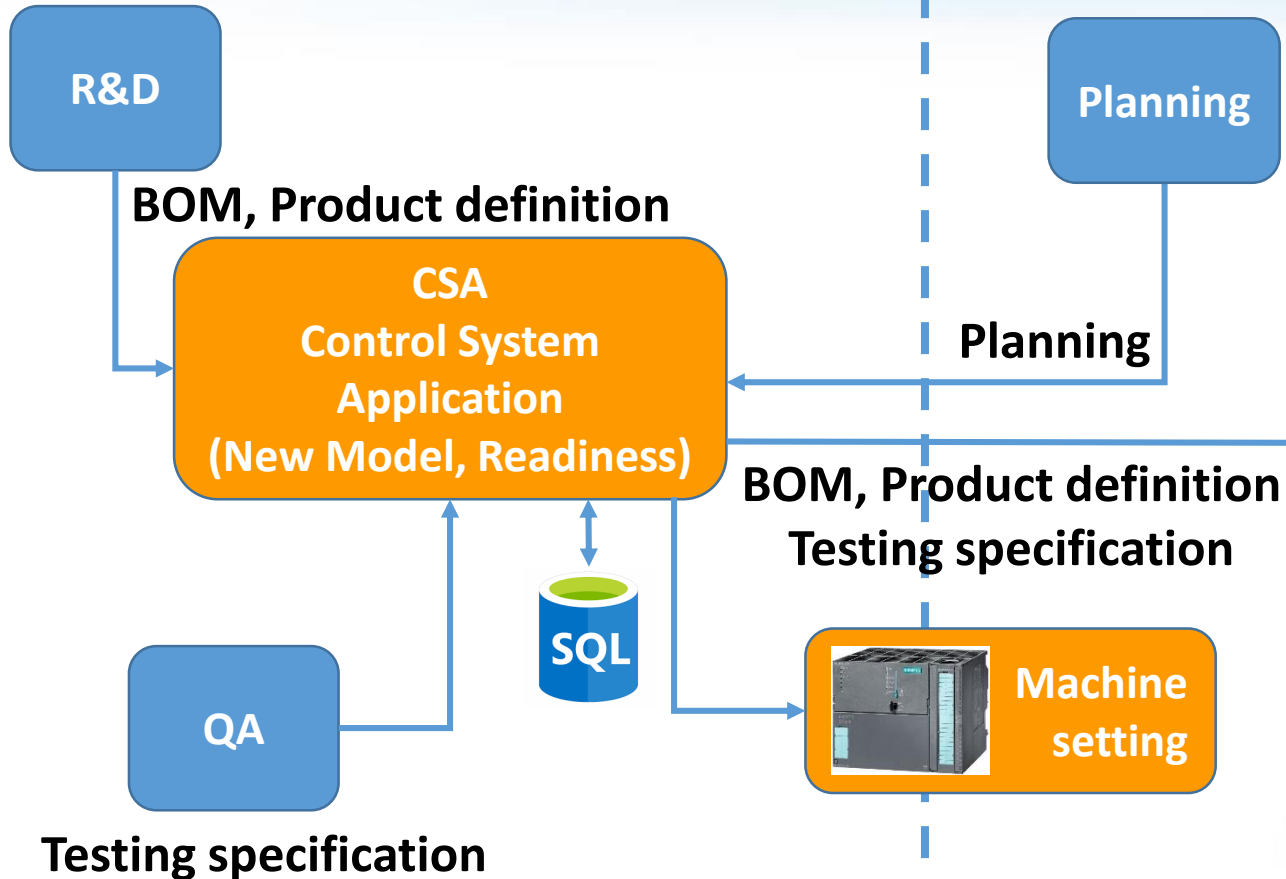 R&D
Planning
BOM, Product definition
CSA
Control System
Application
(New Model, Readiness)
Planning
BOM, Product definition
Testing specification
SQL
QA
Machine
setting
Testing specification